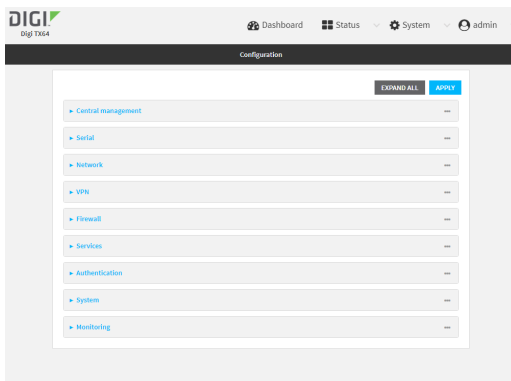 DIGI.
Digi TX64
Dashboard
Status
System
admin
Configuration
EXPAND ALL
APPLY
Central management
Serial
Network
VPN
Firewall
Services
Authentication
System
Monitoring